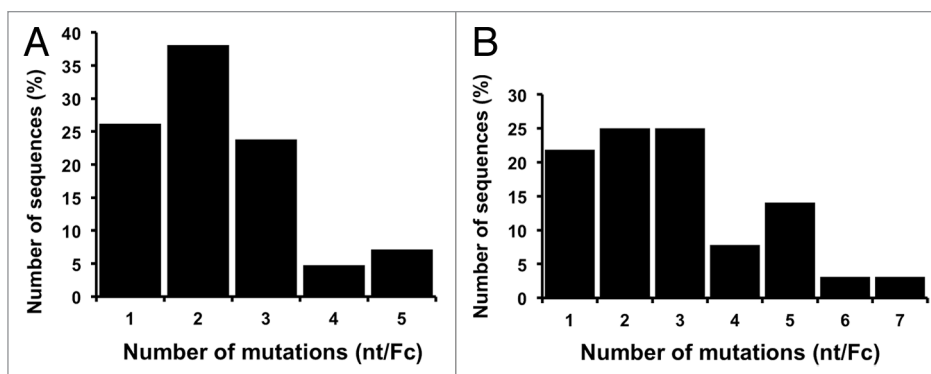 A
Number of sequences (%)
40
35
30
25
20
15
10
5
0
1 2 3 4 5
Number of mutations (nt/Fc)
B
Number of sequences (%)
30
25
20
15
10
5
0
1 2 3 4 5 6 7
Number of mutations (nt/Fc)